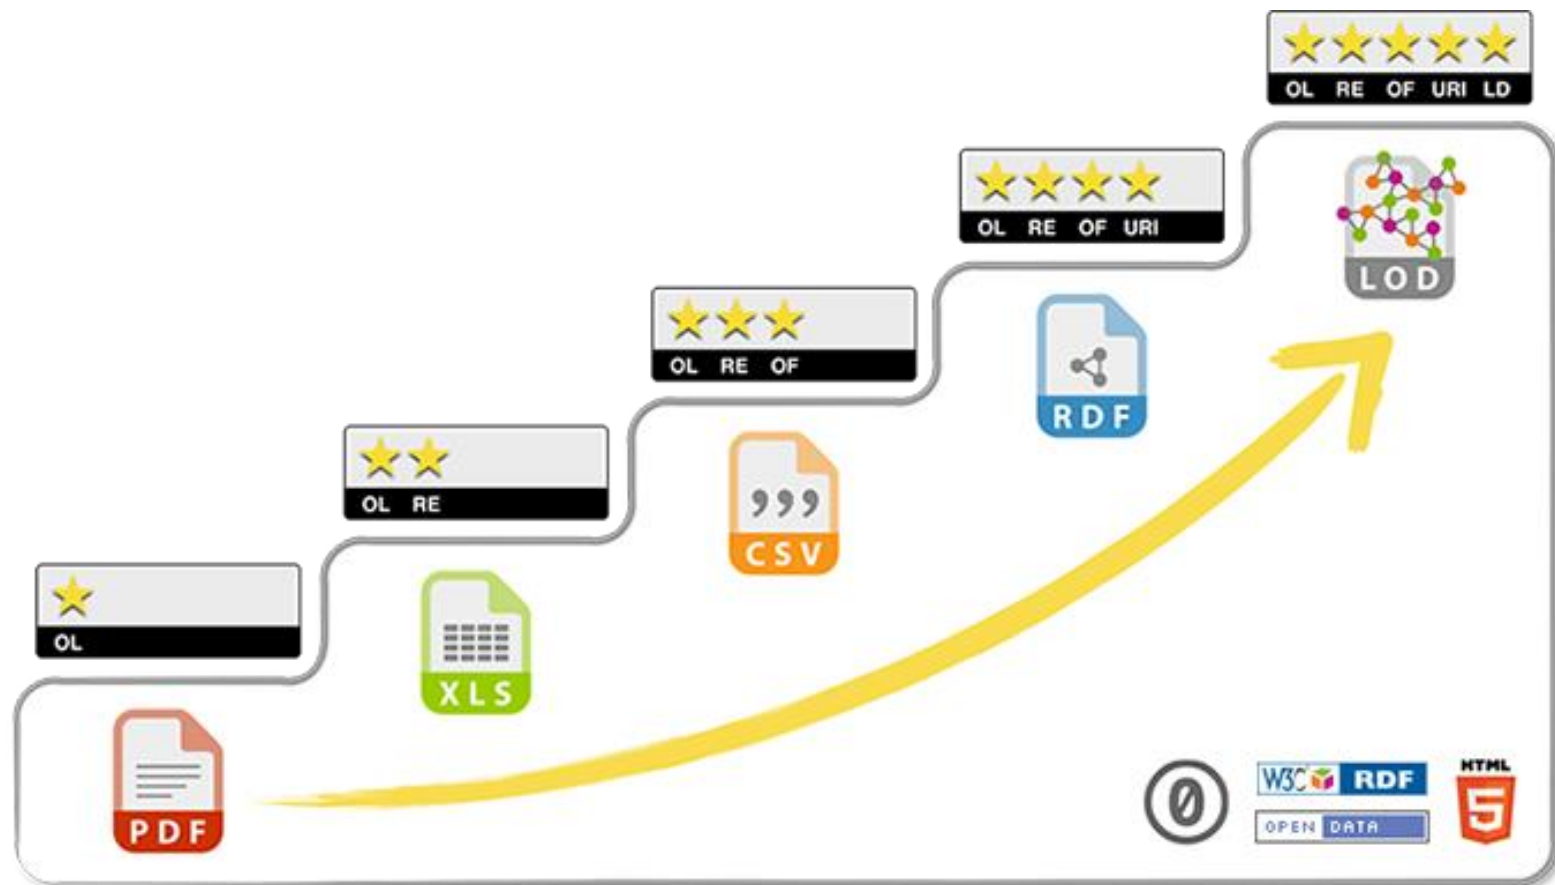 OL RE OF URI LD
LOD
OL RE OF URI
RDF
OL RE OF
CSV
OL RE
XLS
OL
PDF
0
W3C RDF
OPEN DATA
HTML
5